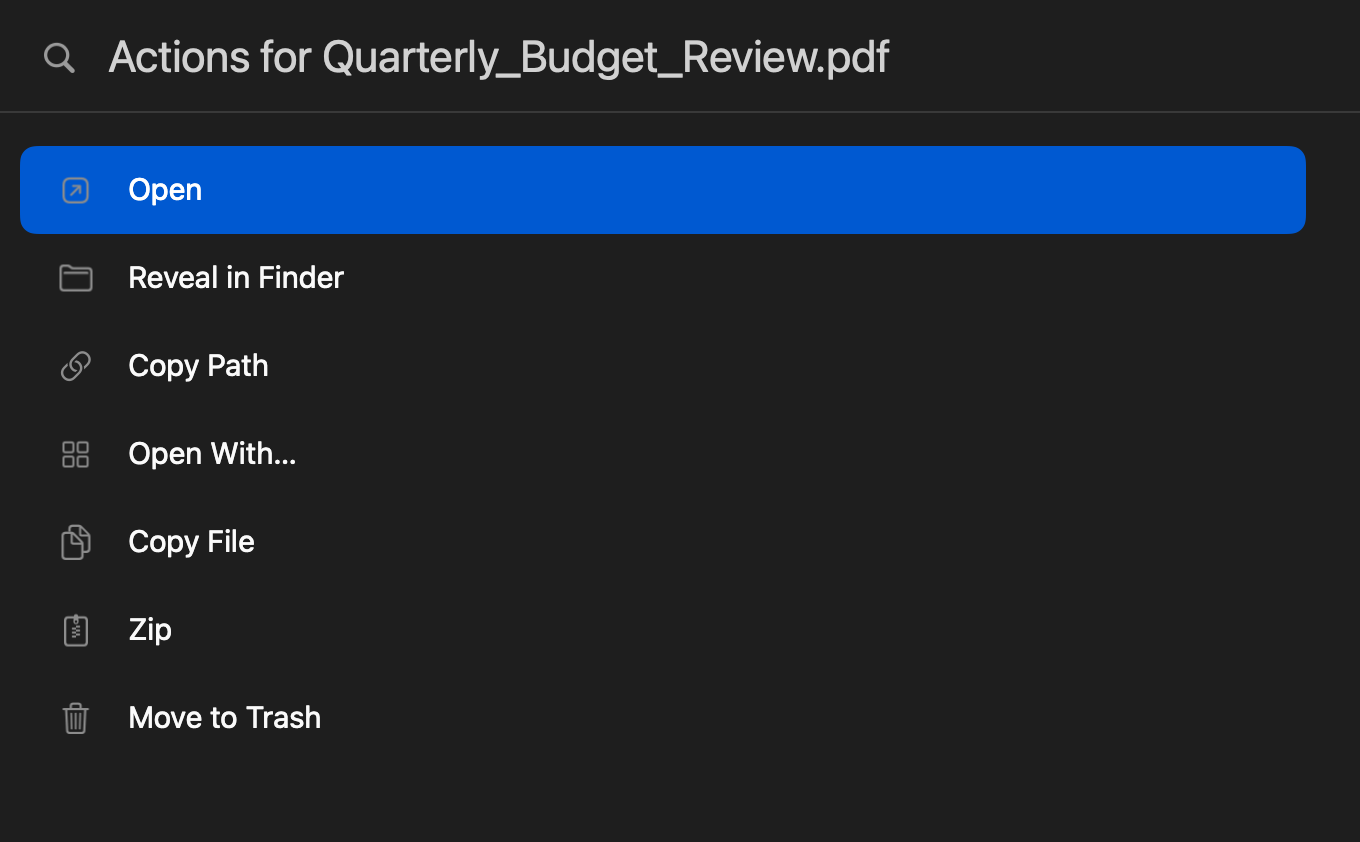 Actions for Quarterly_Budget_Review.pdf
Open
Reveal in Finder
Copy Path
Open With...
Copy File
Zip
Move to Trash